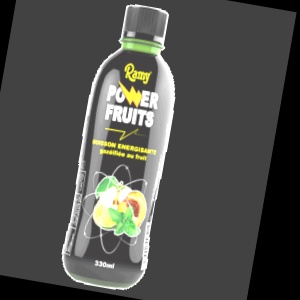 Ramy
POWER
FRUITS
BOISSON ENERGISANTE
gazéifiée au fruit
330ml